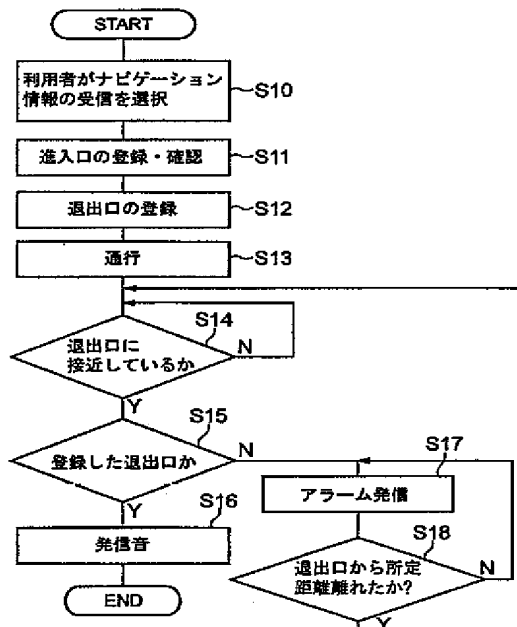 START
利用者がナビゲーション
情報の受信を選択
S10
進入口の登録・確認
S11
退出口の登録
S12
通行
S13
S14
退出口に
接近しているか
N
Y
S15
登録した退出口か
N
Y
S16
発信音
END
S17
アラーム発信
S18
退出口から所定
距離離れたか?
N
Y